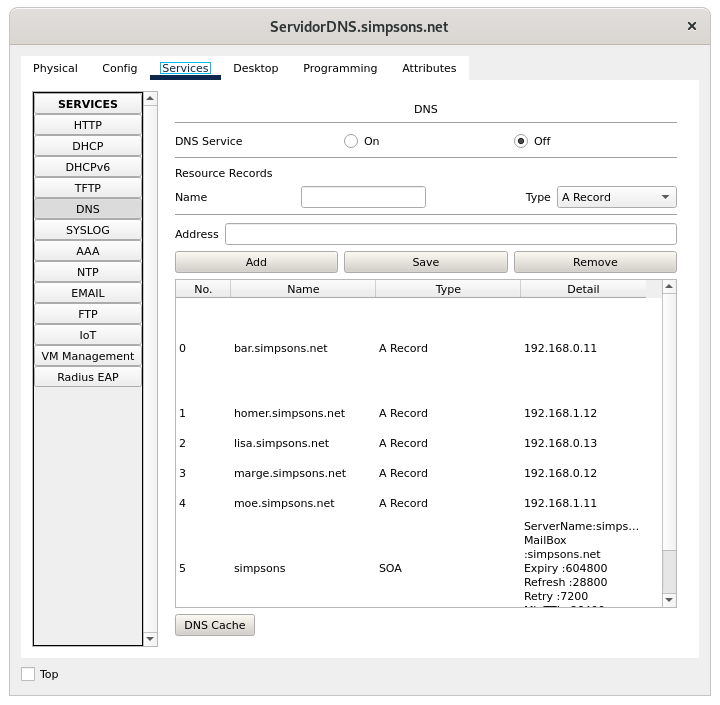 ServidorDNS.simpsons.net
Physical Config Services Desktop Programming Attributes
SERVICES
HTTP
DHCP
DHCPv6
TFTP
DNS
SYSLOG
AAA
NTP
EMAIL
FTP
IoT
VM Management
Radius EAP
DNS
DNS Service On Off
Resource Records
Name Type A Record
Address
Add Save Remove
No. Name Type Detail
0 bar.simpsons.net A Record 192.168.0.11
1 homer.simpsons.net A Record 192.168.1.12
2 lisa.simpsons.net A Record 192.168.0.13
3 marge.simpsons.net A Record 192.168.0.12
4 moe.simpsons.net A Record 192.168.1.11
5 simpsons SOA
ServerName:simps...
MailBox
:simpsons.net
Expiry :604800
Refresh :28800
Retry :7200
DNS Cache
Top